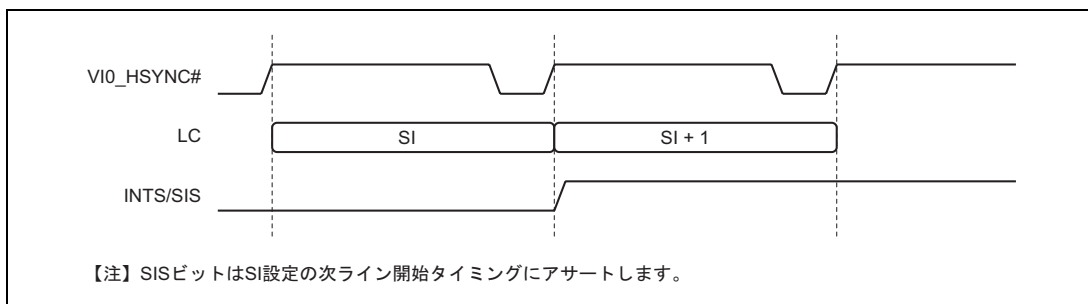 VI0_HSYNC#
LC
SI
SI + 1
INTS/SIS
【注】SISビットはSI設定の次ライン開始タイミングにアサートします。